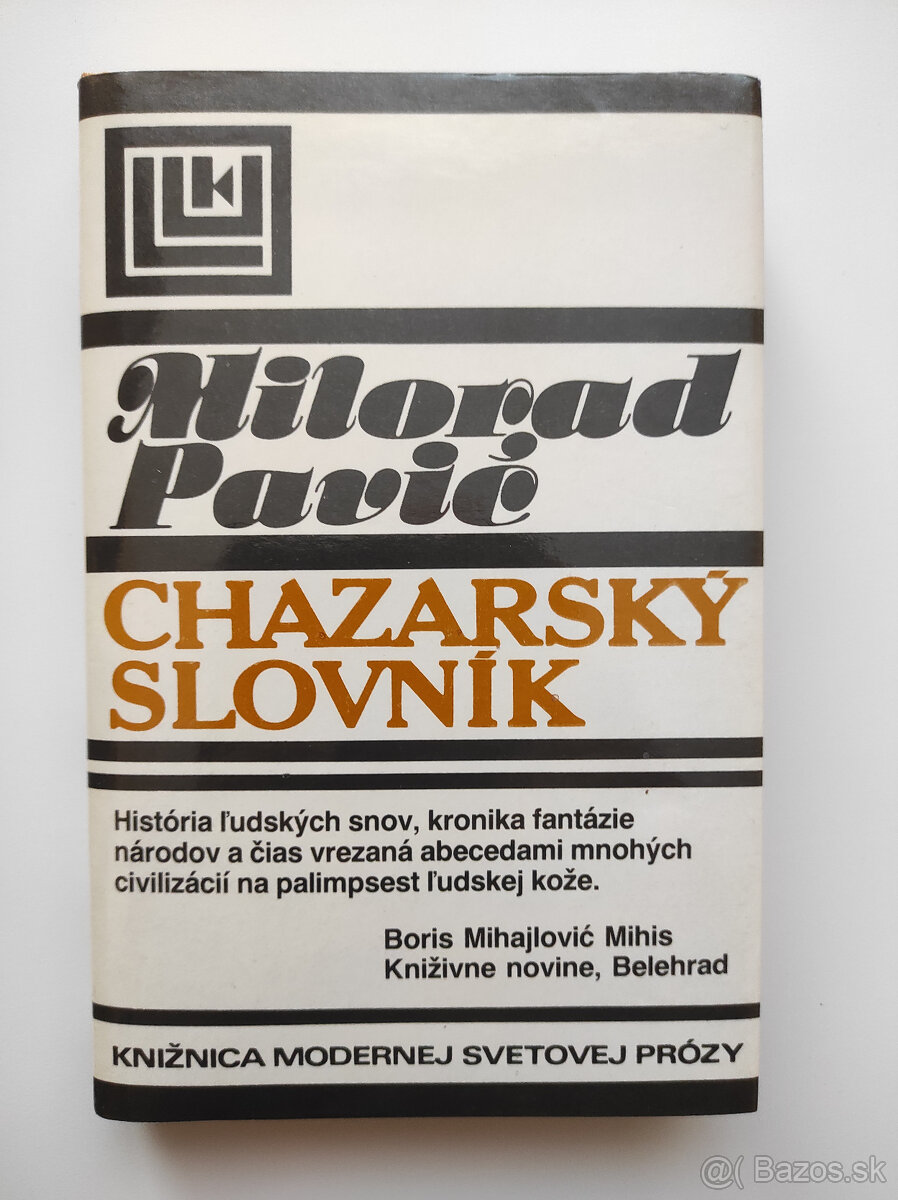 K
Milorad
Pavić
CHAZARSKÝ
SLOVNÍK
História ľudských snov, kronika fantázie
národov a čias vrezaná abecedami mnohých
civilizácií na palimpsest ľudskej kože.
Boris Mihajlović Mihis
Kniživne novine, Belehrad
KNIŽNICA MODERNEJ SVETOVEJ PRÓZY
@( Bazos.sk